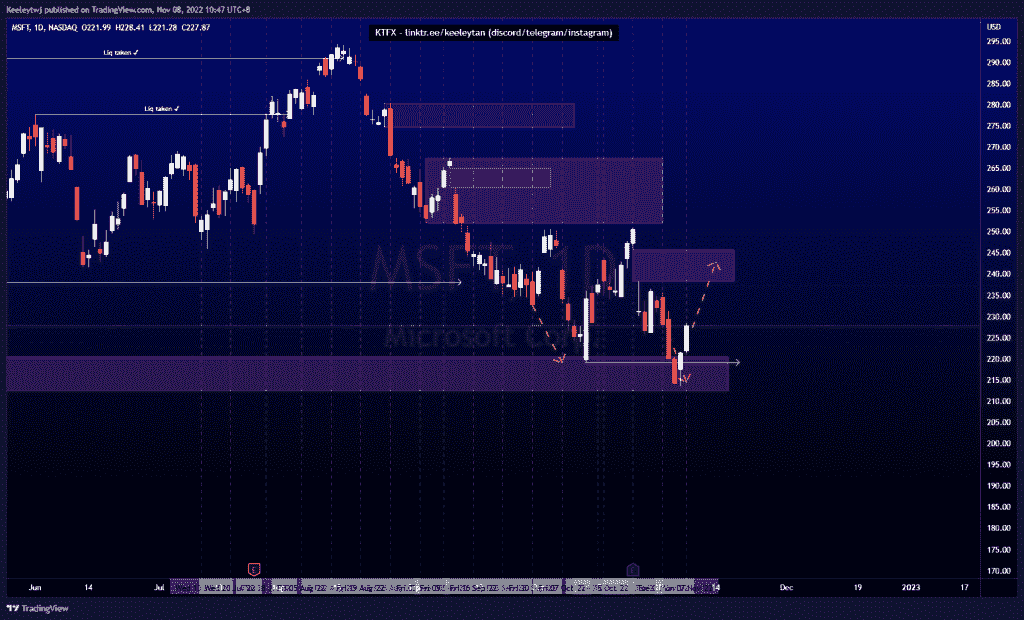 Keeleytwj published on TradingView.com, Nov 08, 2022 10:47 UTC+8
MSFT, 1D, NASDAQ O221.99 H228.41 L221.28 C227.87
KTFX - linktr.ee/keeleytan (discord/telegram/instagram)
USD
Liq taken ✓
Liq taken ✓
295.00
290.00
285.00
280.00
275.00
270.00
265.00
260.00
255.00
250.00
245.00
240.00
235.00
230.00
225.00
220.00
215.00
210.00
205.00
200.00
195.00
190.00
185.00
180.00
175.00
170.00
MSFT, 1D
Microsoft
Jun 14 Jul 14 Dec 19 2023 17
TradingView